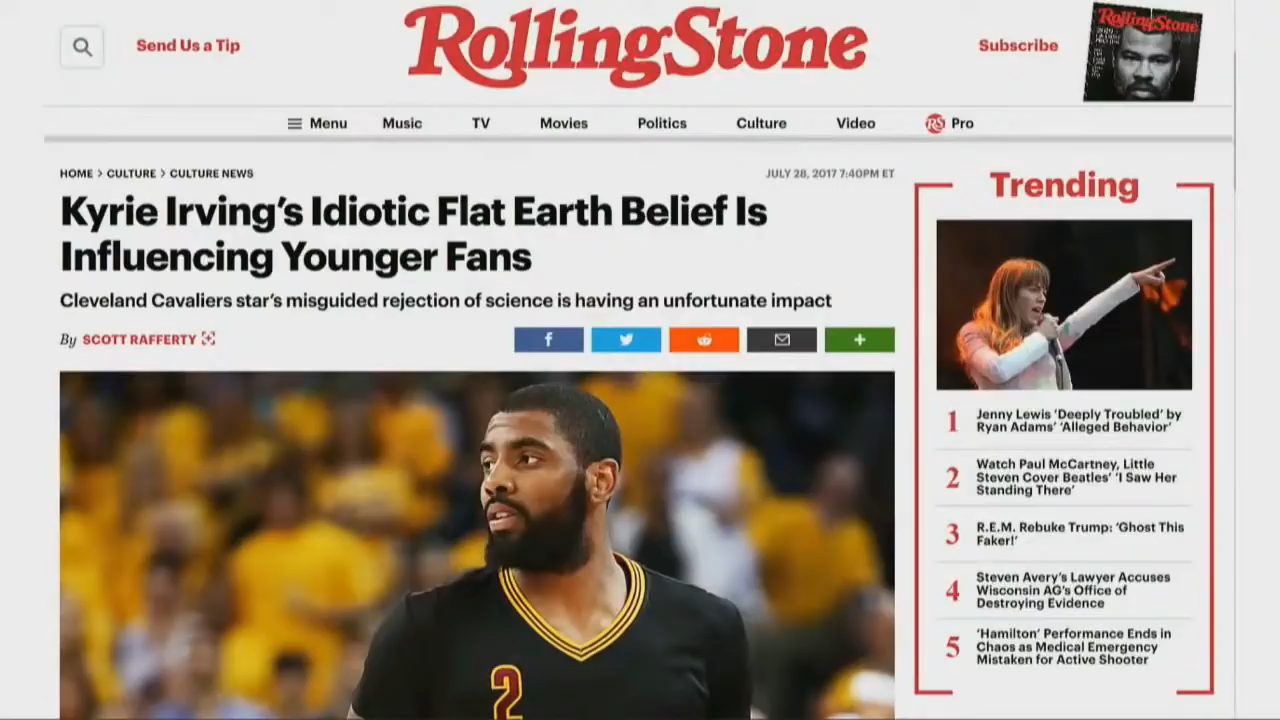 Send Us a Tip
RollingStone
Subscribe
RollingStone
Menu
Music
TV
Movies
Politics
Culture
Video
RS Pro
HOME > CULTURE > CULTURE NEWS
JULY 28, 2017 7:40PM ET
Kyrie Irving's Idiotic Flat Earth Belief Is
Influencing Younger Fans
Cleveland Cavaliers star's misguided rejection of science is having an unfortunate impact
By SCOTT RAFFERTY
2
Trending
1
Jenny Lewis 'Deeply Troubled' by
Ryan Adams' 'Alleged Behavior'
2
Watch Paul McCartney, Little
Steven Cover Beatles' 'I Saw Her
Standing There'
3
R.E.M. Rebuke Trump: 'Ghost This
Faker!'
4
Steven Avery's Lawyer Accuses
Wisconsin AG's Office of
Destroying Evidence
5
'Hamilton' Performance Ends in
Chaos as Medical Emergency
Mistaken for Active Shooter